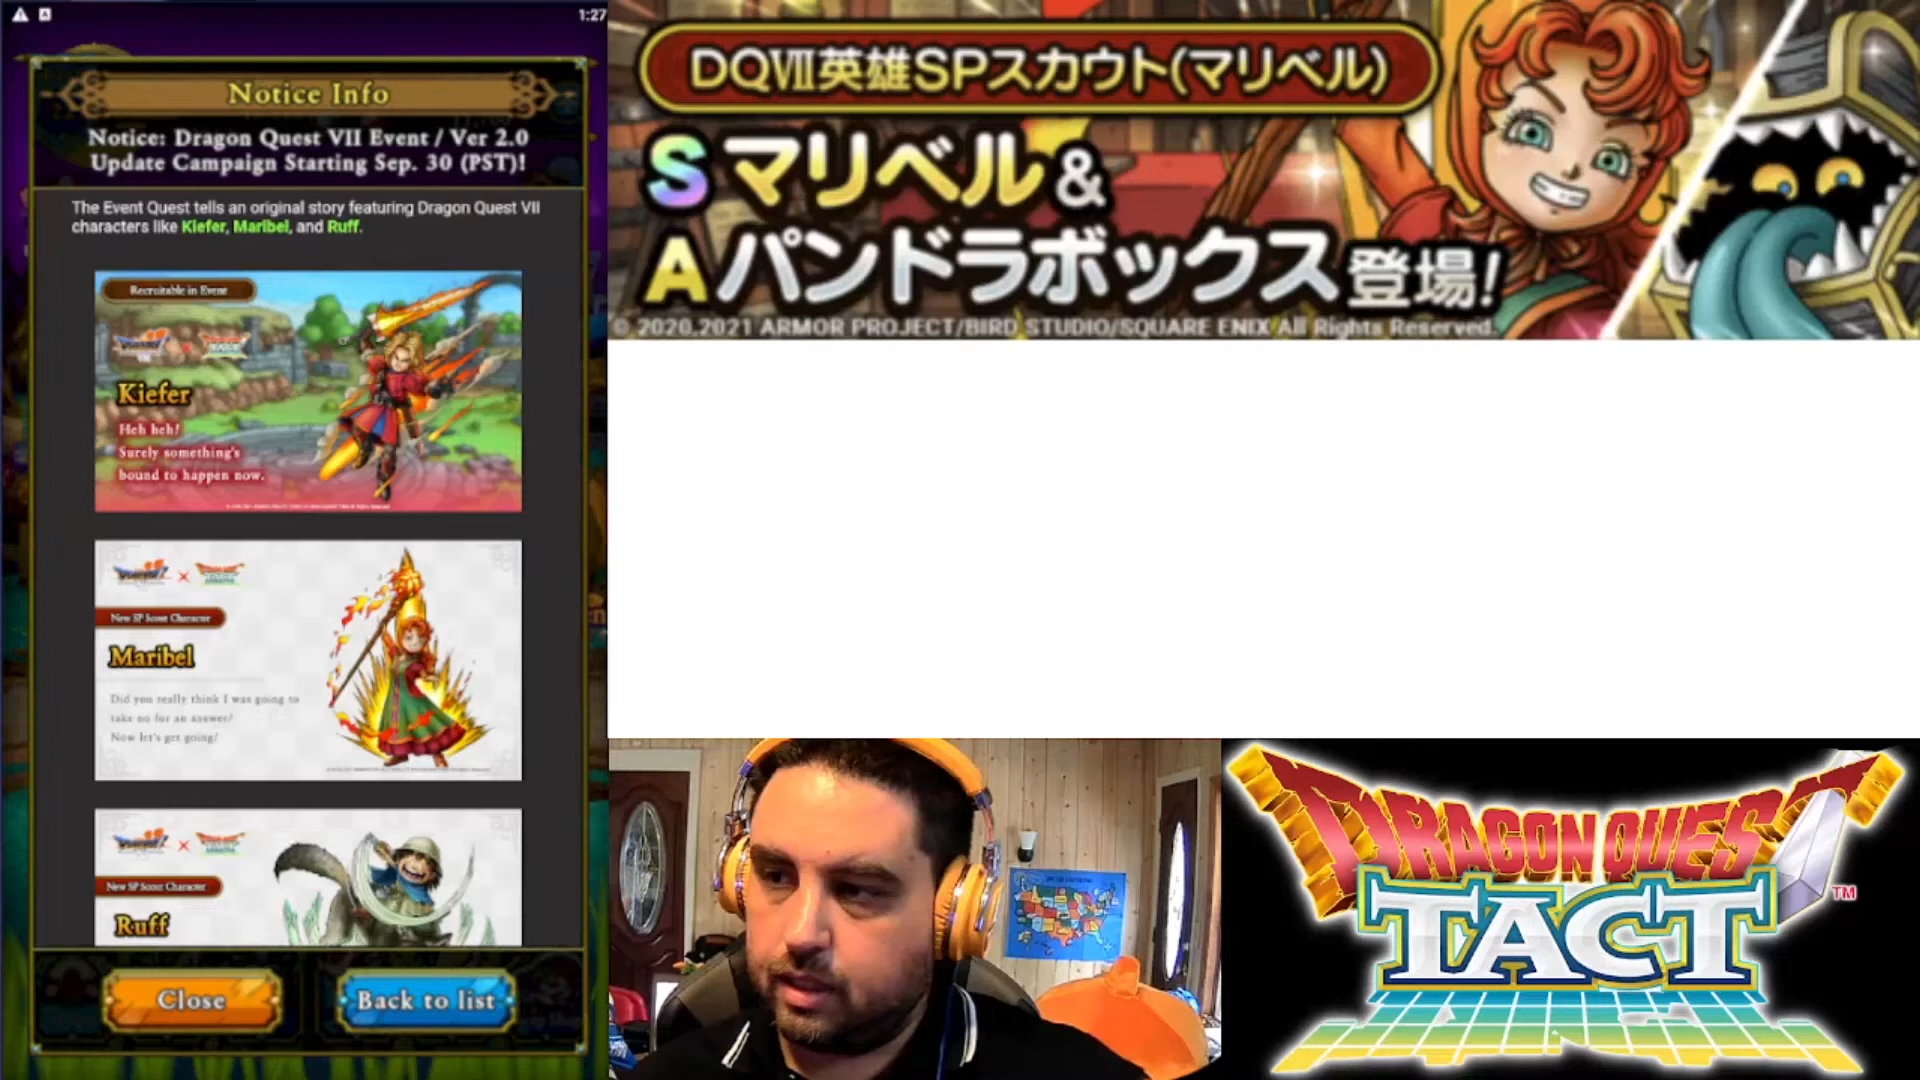 1:27
Notice Info
Notice: Dragon Quest VII Event / Ver 2.0
Update Campaign Starting Sep. 30 (PST)!
The Event Quest tells an original story featuring Dragon Quest VII
characters like Kiefer, Maribel, and Ruff.
Recruitable in Event
Kiefer
Heh heh!
Surely something's
bound to happen now.
New SP Scout Character
Maribel
Did you really think I was going to
take no for an answer?
Now let's get going!
New SP Scout Character
Ruff
Close
Back to list
DQVII英雄SPスカウト(マリベル)
S マリベル&
A パンドラボックス登場!
© 2020.2021 ARMOR PROJECT/BIRD STUDIO/SQUARE ENIX All Rights Reserved.
DRAGON QUEST
TACT
TM